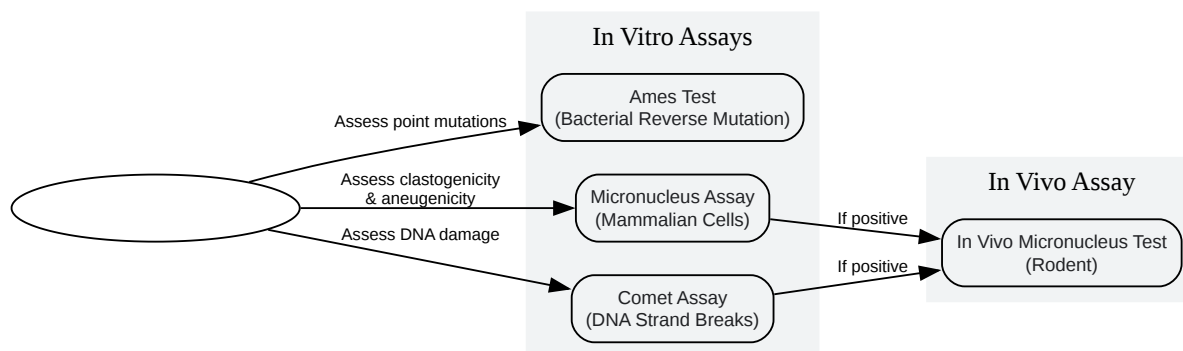 In Vitro Assays
Ames Test
(Bacterial Reverse Mutation)
Assess point mutations
Assess clastogenicity
& aneugenicity
Micronucleus Assay
(Mammalian Cells)
Assess DNA damage
Comet Assay
(DNA Strand Breaks)
If positive
If positive
In Vivo Assay
In Vivo Micronucleus Test
(Rodent)